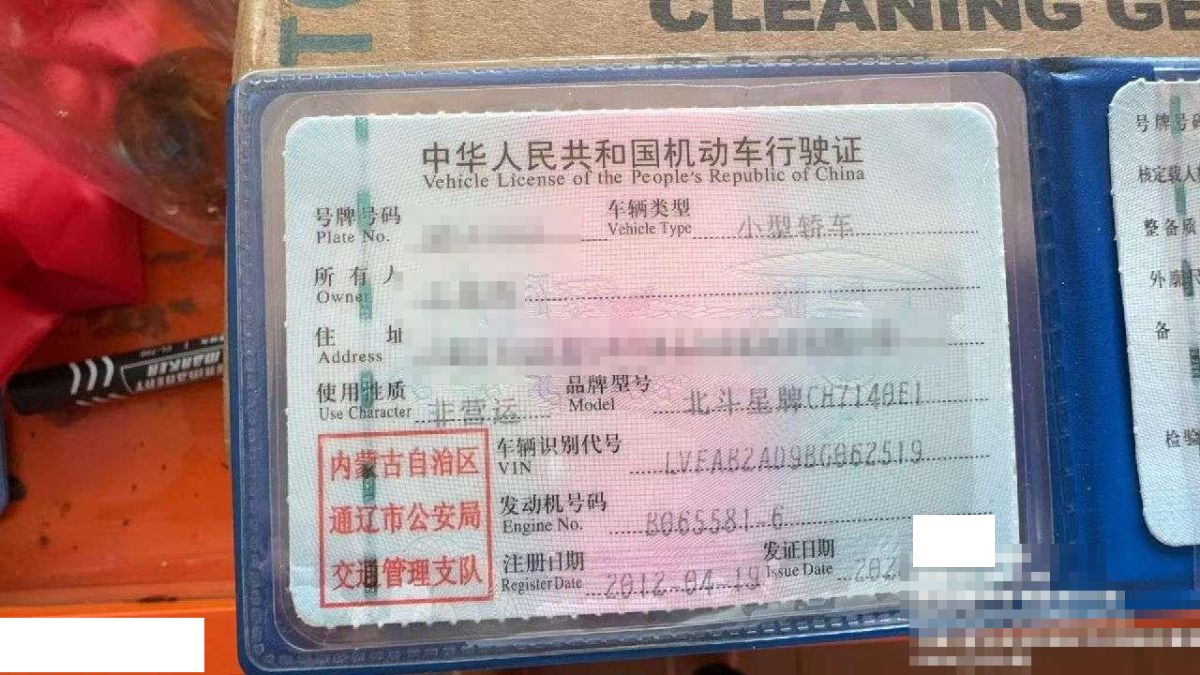 CLEANING GE
中华人民共和国机动车行驶证
Vehicle License of the People's Republic of China
号牌号码
Plate No.
车辆类型
Vehicle Type
小型轿车
所有人
Owner
住址
Address
使用性质
Use Character
非营运
品牌型号
Model
北斗星牌CH7140E1
内蒙古自治区
通辽市公安局
交通管理支队
车辆识别代号
VIN
发动机号码
Engine No.
B065581 6
注册日期
Register Date
2012-04-19
发证日期
Issue Date
号牌号码
核定载人
整备质
外廓
备
检验
MARKER